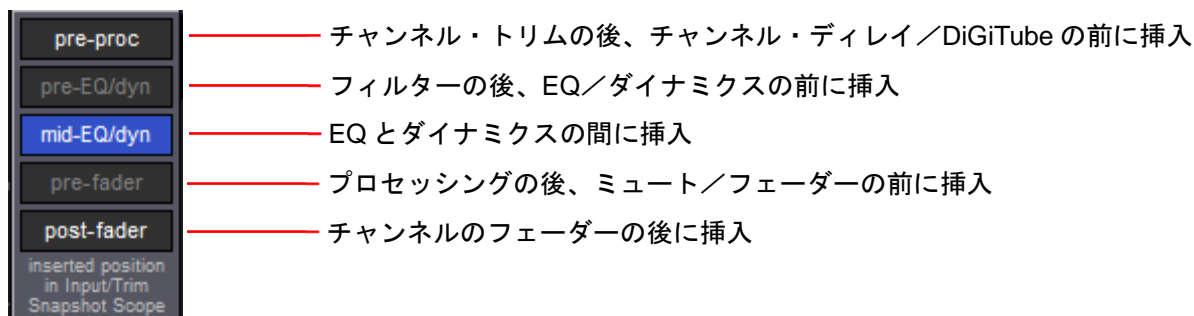 pre-proc チャンネル・トリムの後、チャンネル・ディレイ／DiGiTube の前に挿入
pre-EQ/dyn フィルターの後、EQ／ダイナミクスの前に挿入
mid-EQ/dyn EQ とダイナミクスの間に挿入
pre-fader プロセッシングの後、ミュート／フェーダーの前に挿入
post-fader チャンネルのフェーダーの後に挿入
inserted position
in Input/Trim
Snapshot Scope